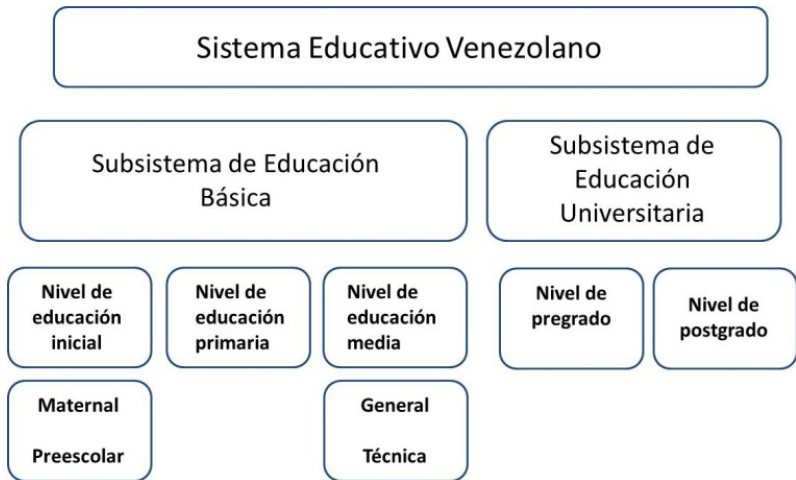 Sistema Educativo Venezolano
Subsistema de Educación
Básica
Subsistema de
Educación
Universitaria
Nivel de
educación
inicial
Nivel de
educación
primaria
Nivel de
educación
media
Nivel de
pregrado
Nivel de
postgrado
Maternal
Preescolar
General
Técnica